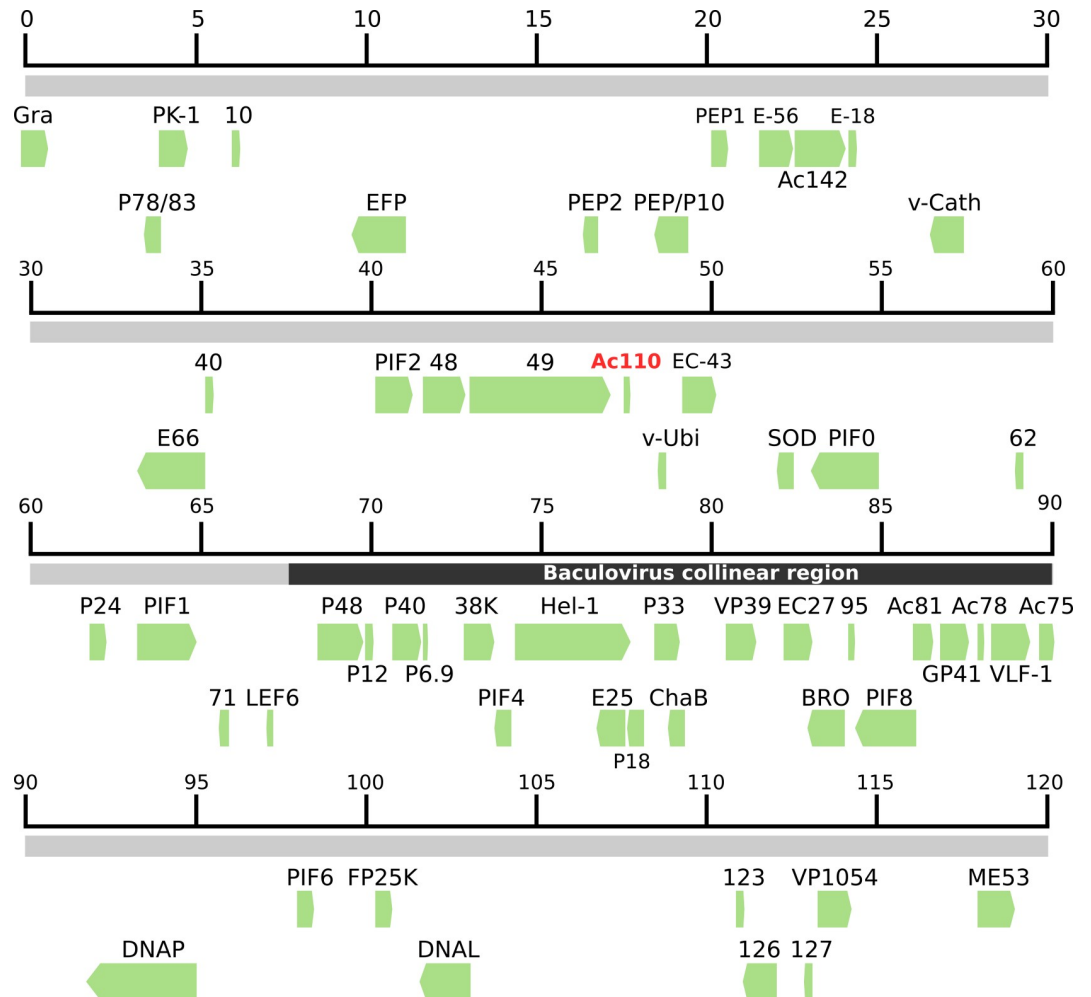 0 5 10 15 20 25 30
Gra PK-1 10 PEP1 E-56 E-18
Ac142
P78/83 EFP PEP2 PEP/P10 v-Cath
30 35 40 45 50 55 60
40 PIF2 48 49 Ac110 EC-43
E66 v-Ubi SOD PIF0 62
60 65 70 75 80 85 90
Baculovirus collinear region
P24 PIF1 P48 P40 38K Hel-1 P33 VP39 EC27 95 Ac81 Ac78 Ac75
P12 P6.9 GP41 VLF-1
71 LEF6 PIF4 E25 ChaB BRO PIF8
P18
90 95 100 105 110 115 120
PIF6 FP25K 123 VP1054 ME53
DNAP DNAL 126 127